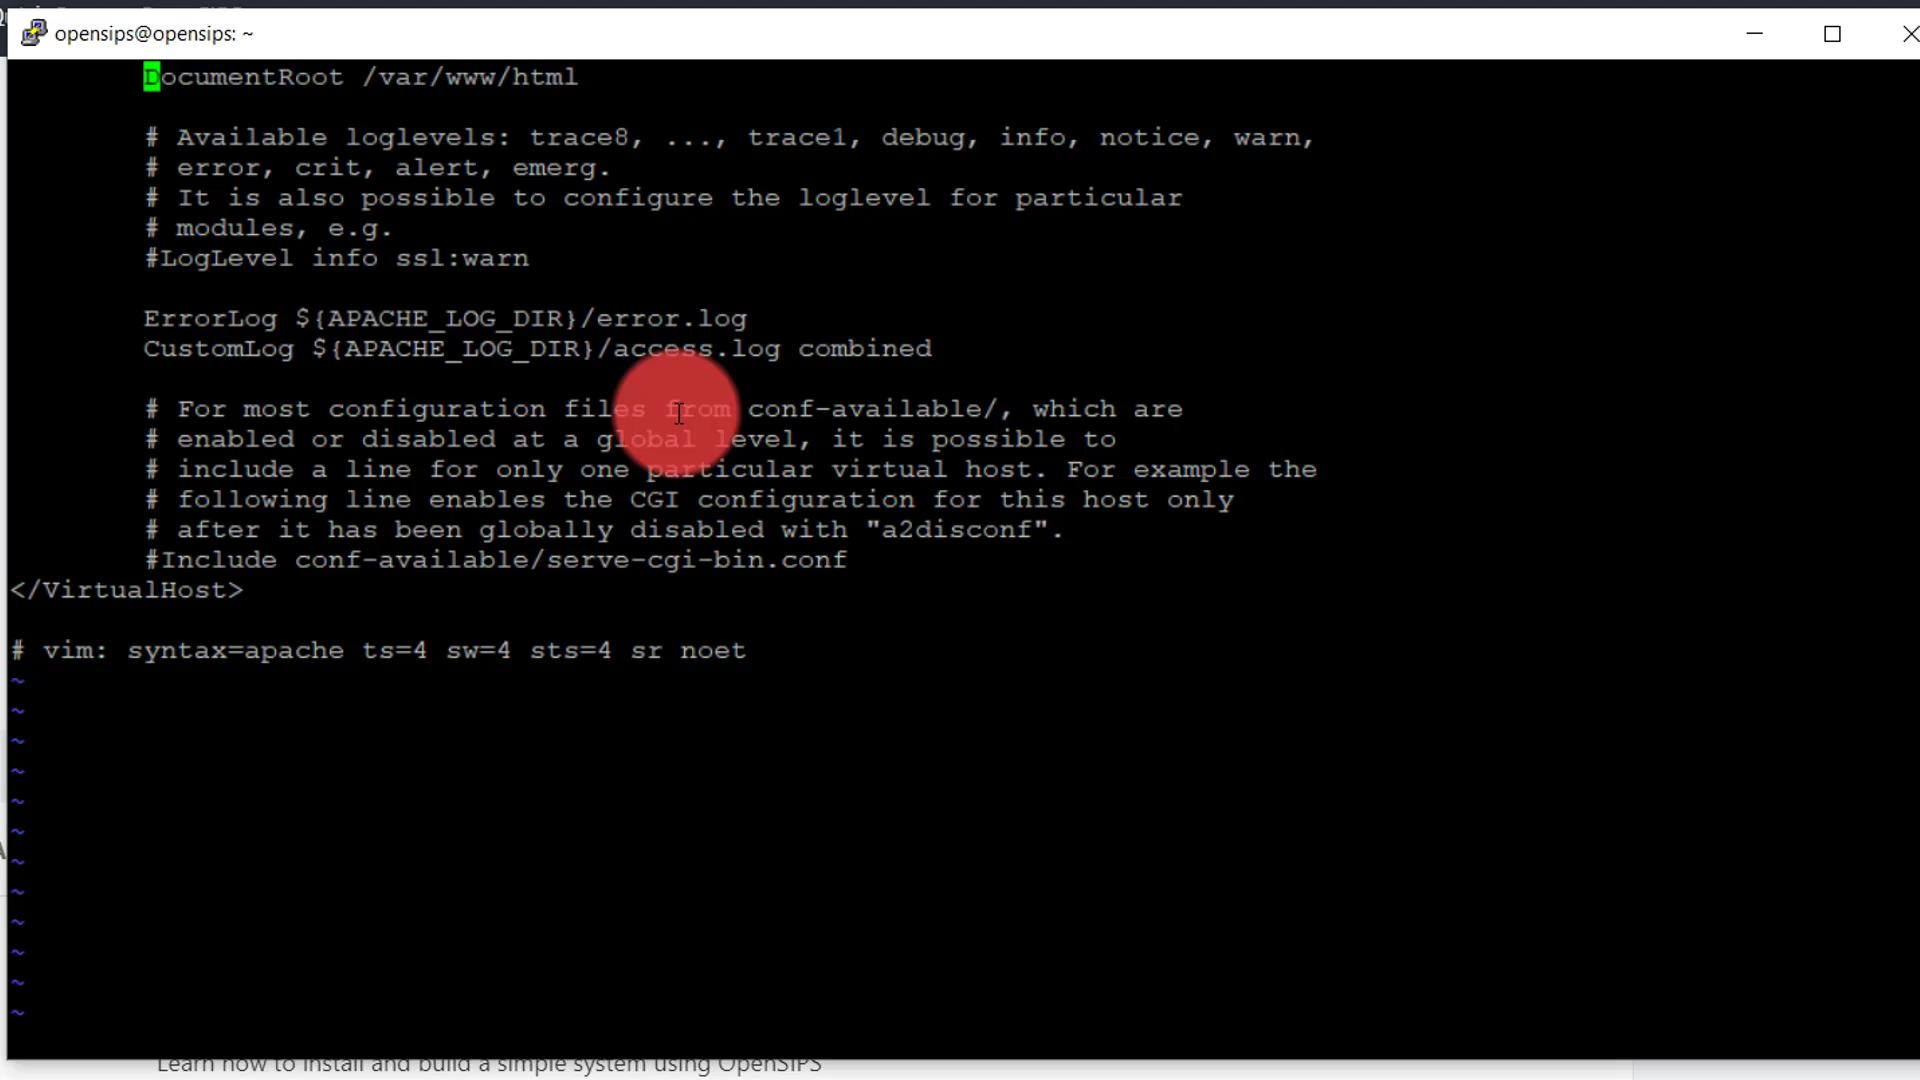 opensips@opensips: ~
DocumentRoot /var/www/html
# Available loglevels: trace8, ..., trace1, debug, info, notice, warn,
# error, crit, alert, emerg.
# It is also possible to configure the loglevel for particular
# modules, e.g.
#LogLevel info ssl:warn
ErrorLog ${APACHE_LOG_DIR}/error.log
CustomLog ${APACHE_LOG_DIR}/access.log combined
# For most configuration files from conf-available/, which are
# enabled or disabled at a global level, it is possible to
# include a line for only one particular virtual host. For example the
# following line enables the CGI configuration for this host only
# after it has been globally disabled with "a2disconf".
#Include conf-available/serve-cgi-bin.conf
</VirtualHost>
# vim: syntax=apache ts=4 sw=4 sts=4 sr noet
~
~
~
~
~
~
~
~
~
~
~
~
Learn how to install and build a simple system using OpenSIPS